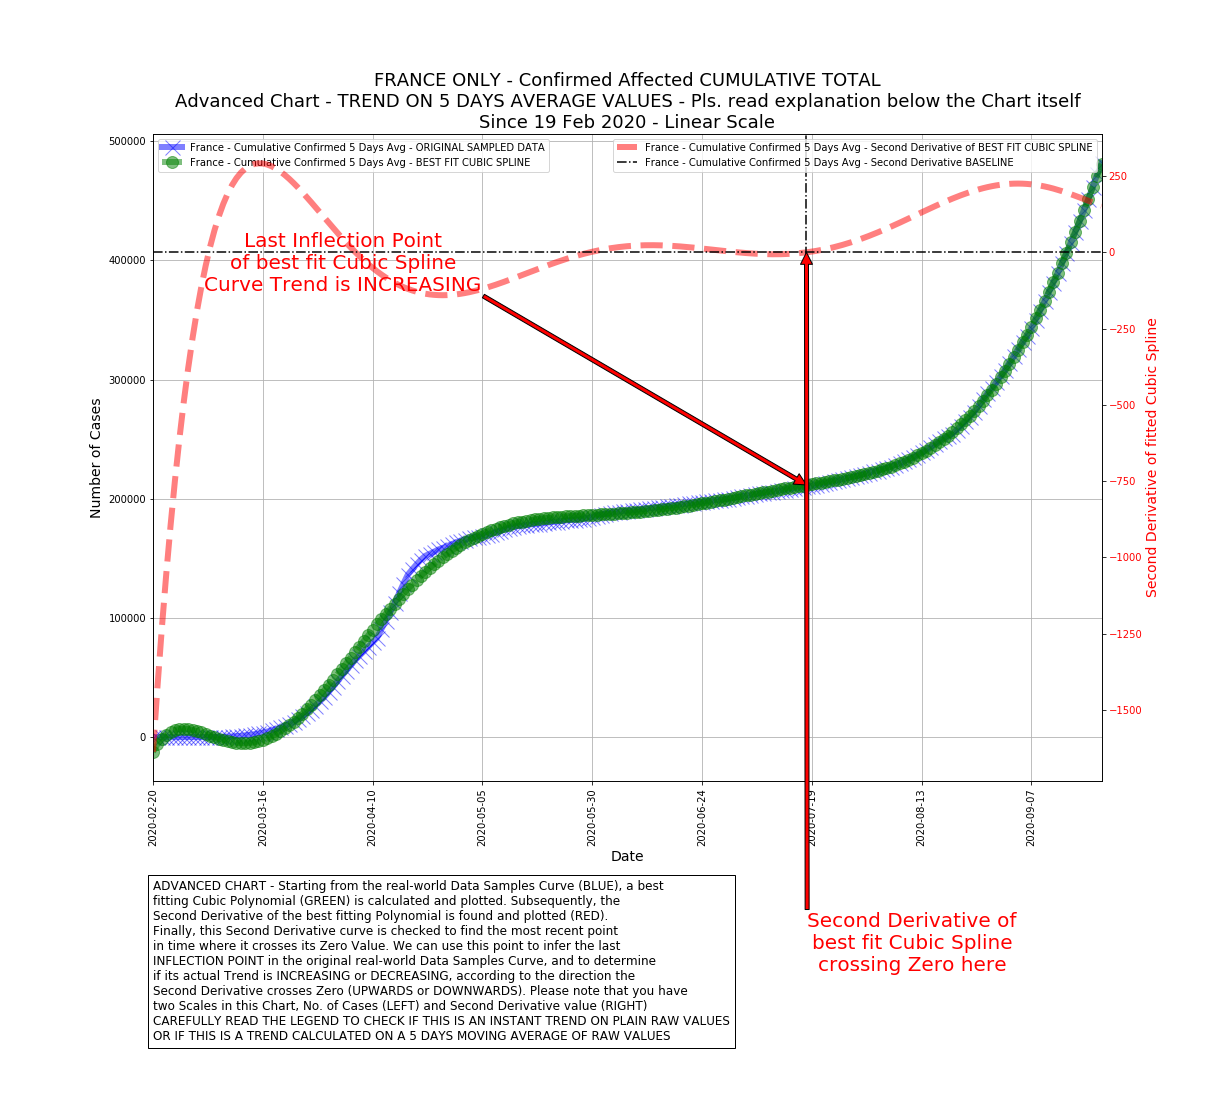 FRANCE ONLY - Confirmed Affected CUMULATIVE TOTAL
Advanced Chart - TREND ON 5 DAYS AVERAGE VALUES - Pls. read explanation below the Chart itself
Since 19 Feb 2020 - Linear Scale
France - Cumulative Confirmed 5 Days Avg - ORIGINAL SAMPLED DATA
France - Cumulative Confirmed 5 Days Avg - BEST FIT CUBIC SPLINE
France - Cumulative Confirmed 5 Days Avg - Second Derivative of BEST FIT CUBIC SPLINE
France - Cumulative Confirmed 5 Days Avg - Second Derivative BASELINE
500000
400000
300000
200000
100000
0
Number of Cases
250
0
−250
−500
−750
−1000
−1250
−1500
Second Derivative of fitted Cubic Spline
Last Inflection Point
of best fit Cubic Spline
Curve Trend is INCREASING
2020-02-20
2020-03-16
2020-04-10
2020-05-05
2020-05-30
2020-06-24
2020-07-19
2020-08-13
2020-09-07
Date
ADVANCED CHART - Starting from the real-world Data Samples Curve (BLUE), a best
fitting Cubic Polynomial (GREEN) is calculated and plotted. Subsequently, the
Second Derivative of the best fitting Polynomial is found and plotted (RED).
Finally, this Second Derivative curve is checked to find the most recent point
in time where it crosses its Zero Value. We can use this point to infer the last
INFLECTION POINT in the original real-world Data Samples Curve, and to determine
if its actual Trend is INCREASING or DECREASING, according to the direction the
Second Derivative crosses Zero (UPWARDS or DOWNWARDS). Please note that you have
two Scales in this Chart, No. of Cases (LEFT) and Second Derivative value (RIGHT)
CAREFULLY READ THE LEGEND TO CHECK IF THIS IS AN INSTANT TREND ON PLAIN RAW VALUES
OR IF THIS IS A TREND CALCULATED ON A 5 DAYS MOVING AVERAGE OF RAW VALUES
Second Derivative of
best fit Cubic Spline
crossing Zero here